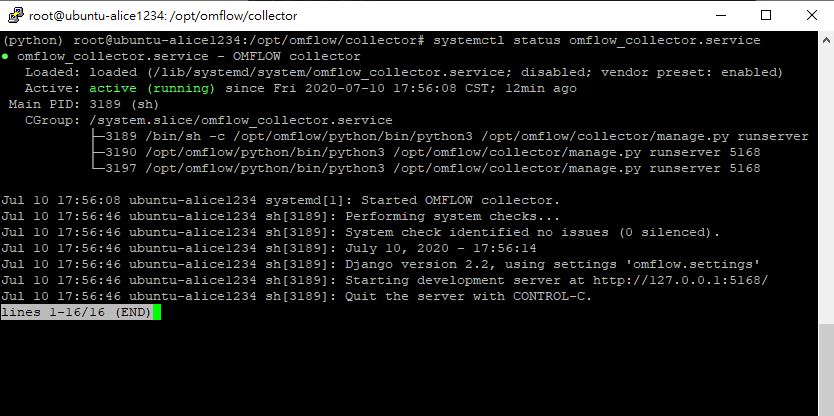 root@ubuntu-alice1234: /opt/omflow/collector
(python) root@ubuntu-alice1234:/opt/omflow/collector# systemctl status omflow_collector.service
● omflow_collector.service - OMFLOW collector
   Loaded: loaded (/lib/systemd/system/omflow_collector.service; disabled; vendor preset: enabled)
   Active: active (running) since Fri 2020-07-10 17:56:08 CST; 12min ago
 Main PID: 3189 (sh)
   CGroup: /system.slice/omflow_collector.service
           ├─3189 /bin/sh -c /opt/omflow/python/bin/python3 /opt/omflow/collector/manage.py runserver
           ├─3190 /opt/omflow/python/bin/python3 /opt/omflow/collector/manage.py runserver 5168
           └─3197 /opt/omflow/python/bin/python3 /opt/omflow/collector/manage.py runserver 5168
Jul 10 17:56:08 ubuntu-alice1234 systemd[1]: Started OMFLOW collector.
Jul 10 17:56:46 ubuntu-alice1234 sh[3189]: Performing system checks...
Jul 10 17:56:46 ubuntu-alice1234 sh[3189]: System check identified no issues (0 silenced).
Jul 10 17:56:46 ubuntu-alice1234 sh[3189]: July 10, 2020 - 17:56:14
Jul 10 17:56:46 ubuntu-alice1234 sh[3189]: Django version 2.2, using settings 'omflow.settings'
Jul 10 17:56:46 ubuntu-alice1234 sh[3189]: Starting development server at http://127.0.0.1:5168/
Jul 10 17:56:46 ubuntu-alice1234 sh[3189]: Quit the server with CONTROL-C.
lines 1-16/16 (END)